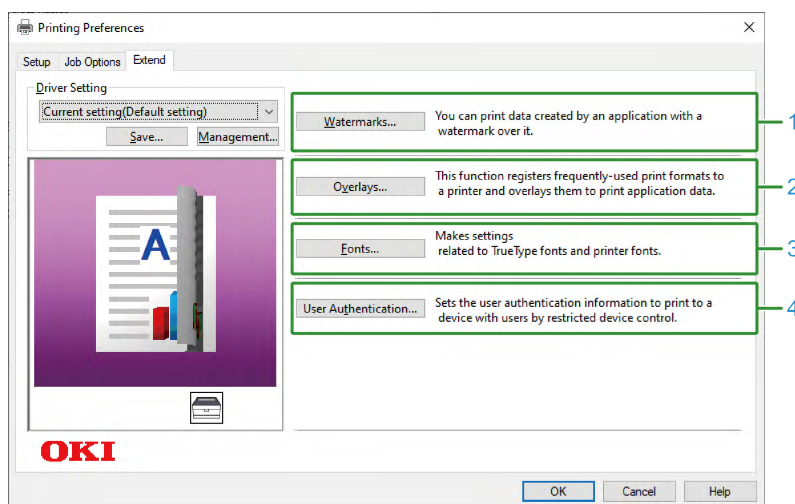 Printing Preferences
Setup Job Options Extend
Driver Setting
Current setting(Default setting)
Save... Management...
Watermarks...
You can print data created by an application with a
watermark over it.
1
Overlays...
This function registers frequently-used print formats to
a printer and overlays them to print application data.
2
Fonts...
Makes settings
related to TrueType fonts and printer fonts.
3
User Authentication...
Sets the user authentication information to print to a
device with users by restricted device control.
4
A
OKI
OK Cancel Help